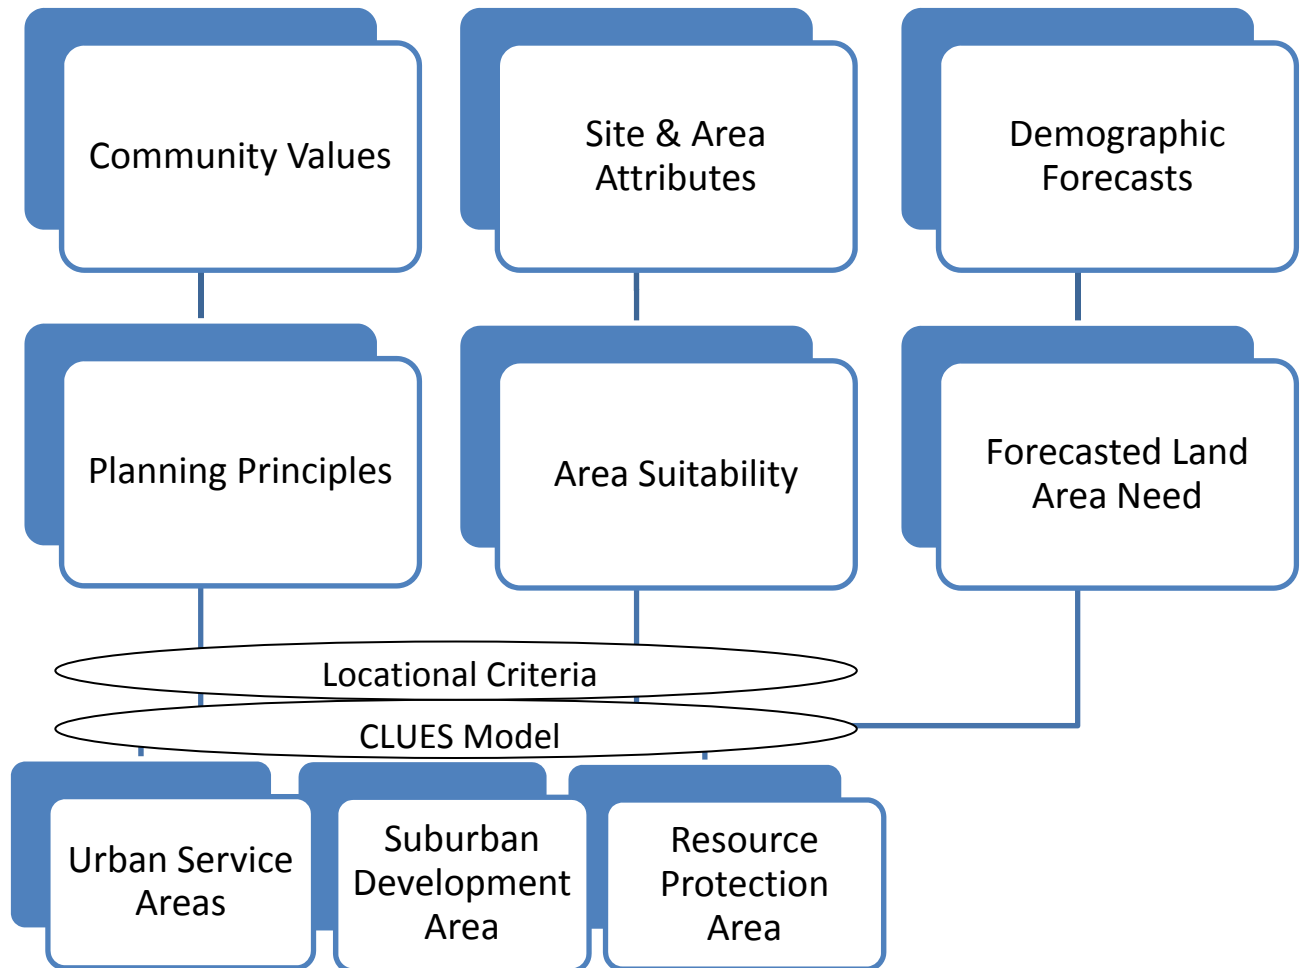 Community Values
Site & Area
Attributes
Demographic
Forecasts
Planning Principles
Area Suitability
Forecasted Land
Area Need
Locational Criteria
CLUES Model
Urban Service
Areas
Suburban
Development
Area
Resource
Protection
Area